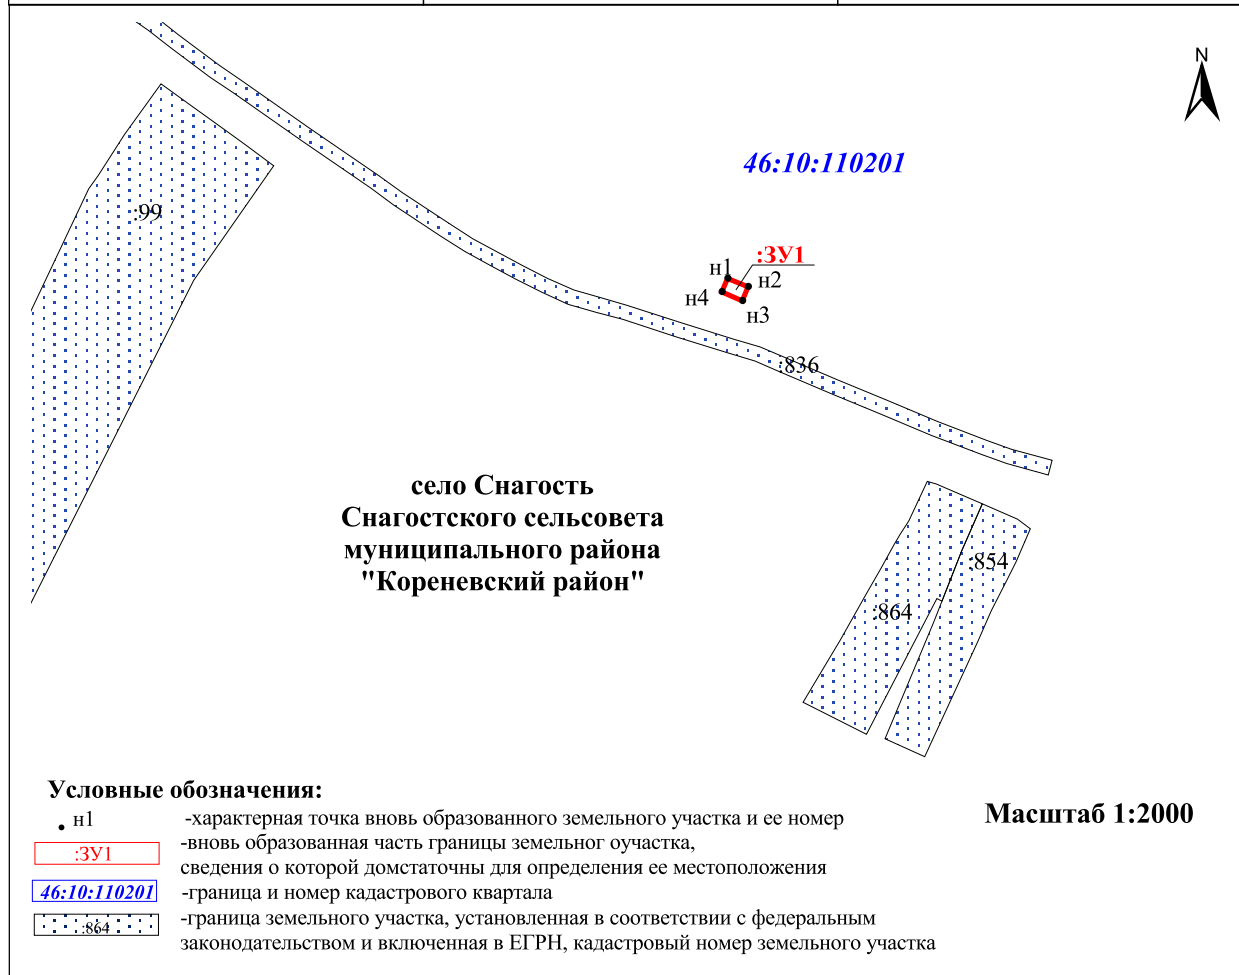 N
46:10:110201
:99
:ЗУ1
н1
н2
н4
н3
:836
село Снагость
Снагостского сельсовета
муниципального района
"Кореневский район"
:854
:864
Условные обозначения:
н1 -характерная точка вновь образованного земельного участка и ее номер
:ЗУ1 -вновь образованная часть границы земельног оучастка,
сведения о которой домстаточны для определения ее местоположения
46:10:110201 -граница и номер кадастрового квартала
:864 -граница земельного участка, установленная в соответствии с федеральным
законодательством и включенная в ЕГРН, кадастровый номер земельного участка
Масштаб 1:2000